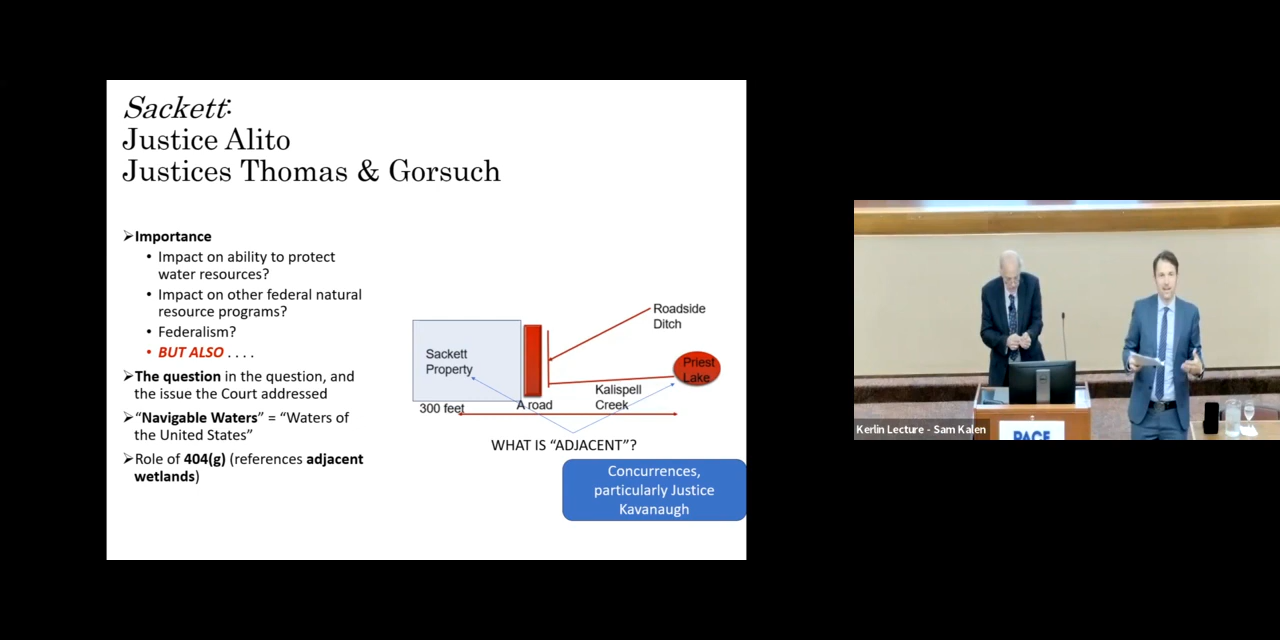 Sackett:
Justice Alito
Justices Thomas & Gorsuch
➢Importance
• Impact on ability to protect
water resources?
• Impact on other federal natural
resource programs?
• Federalism?
• BUT ALSO . . . .
➢The question in the question, and
the issue the Court addressed
➢“Navigable Waters” = “Waters of
the United States”
➢Role of 404(g) (references adjacent
wetlands)
Roadside
Ditch
Sackett
Property
Priest
Lake
Kalispell
Creek
300 feet
A road
WHAT IS “ADJACENT”?
Concurrences,
particularly Justice
Kavanaugh
Kerlin Lecture - Sam Kalen
PACE